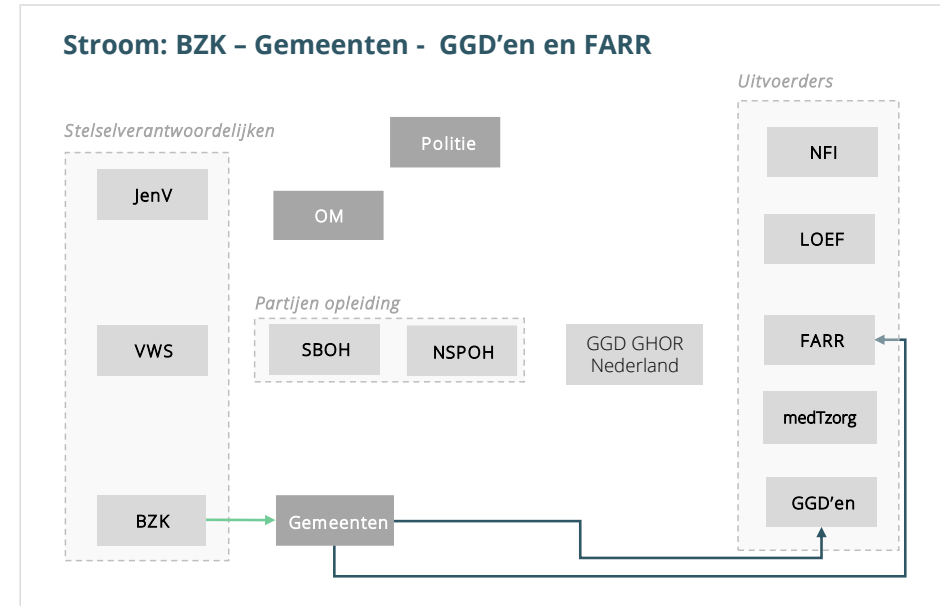 Stroom: BZK – Gemeenten -  GGD’en en FARR
Uitvoerders
Stelselverantwoordelijken
Politie
NFI
JenV
OM
LOEF
Partijen opleiding
VWS
SBOH
NSPOH
GGD GHOR
Nederland
FARR
medTzorg
BZK
Gemeenten
GGD’en